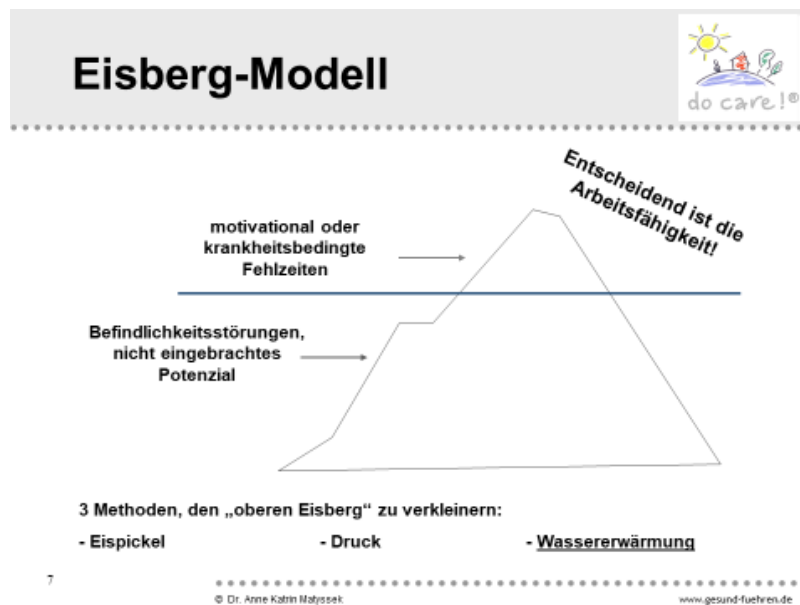 Eisberg-Modell
do care!®
Entscheidend ist die
Arbeitsfähigkeit!
motivational oder
krankheitsbedingte
Fehlzeiten
Befindlichkeitsstörungen,
nicht eingebrachtes
Potenzial
3 Methoden, den „oberen Eisberg“ zu verkleinern:
- Eispickel - Druck - Wassererwärmung
7
© Dr. Anne Katrin Matyssek www.gesund-fuehren.de